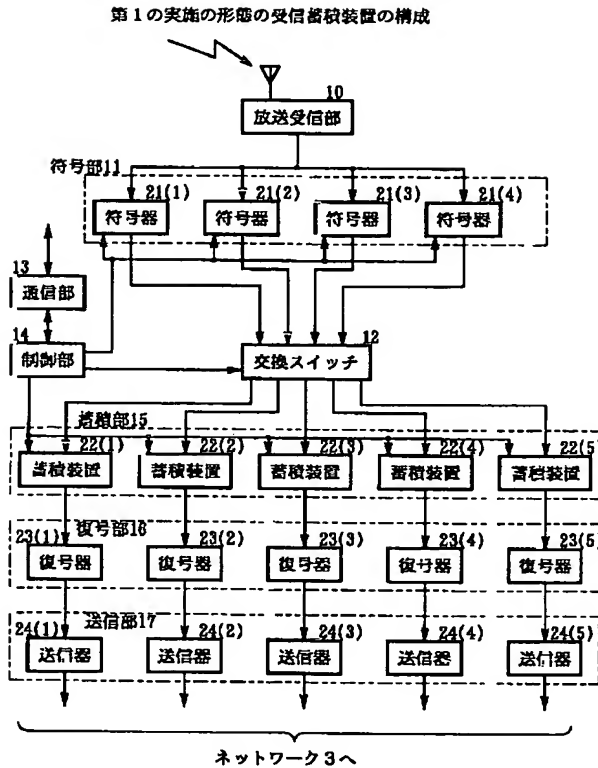 第１の実施の形態の受信蓄積装置の構成
10
放送受信部
符号部11
21(1) 21(2) 21(3) 21(4)
符号器 符号器 符号器 符号器
13
通信部
14
制御部
12
交換スイッチ
蓄積部15
22(1) 22(2) 22(3) 22(4) 22(5)
蓄積装置 蓄積装置 蓄積装置 蓄積装置 蓄積装置
復号部16
23(1) 23(2) 23(3) 23(4) 23(5)
復号器 復号器 復号器 復号器 復号器
送信部17
24(1) 24(2) 24(3) 24(4) 24(5)
送信器 送信器 送信器 送信器 送信器
ネットワーク３へ